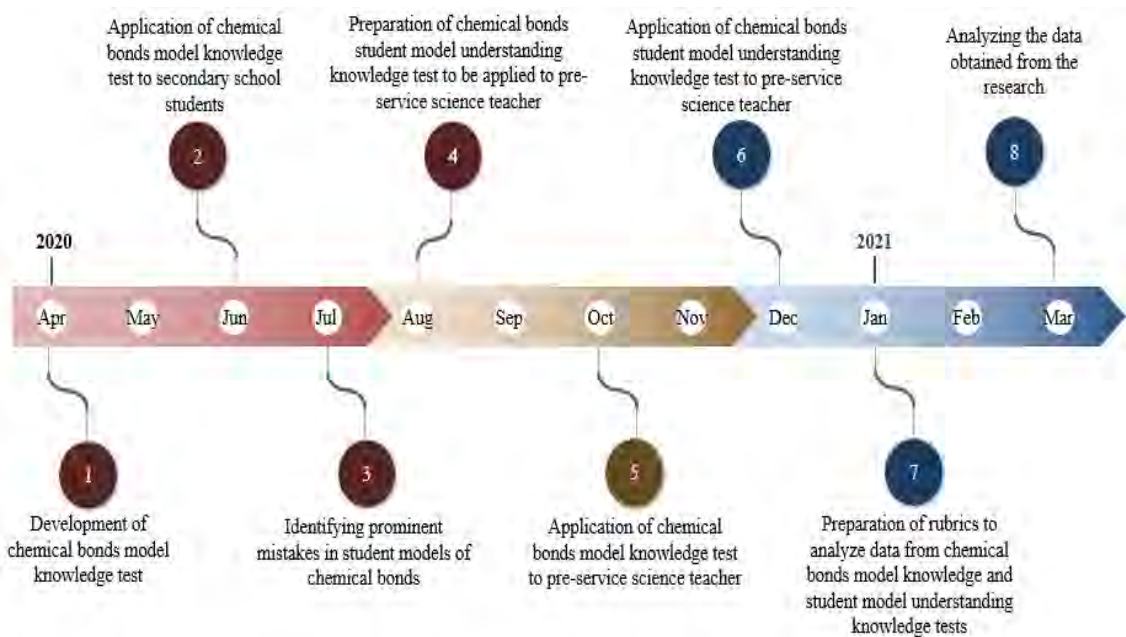 Application of chemical
bonds model knowledge
test to secondary school
students
2
Preparation of chemical bonds
student model understanding
knowledge test to be applied to pre-
service science teacher
4
Application of chemical bonds
student model understanding
knowledge test to pre-service
science teacher
6
Analyzing the data
obtained from the
research
8
2020
2021
Apr
May
Jun
Jul
Aug
Sep
Oct
Nov
Dec
Jan
Feb
Mar
1
Development of
chemical bonds model
knowledge test
3
Identifying prominent
mistakes in student models of
chemical bonds
5
Application of chemical
bonds model knowledge test
to pre-service science teacher
7
Preparation of rubrics to
analyze data from chemical
bonds model knowledge and
student model understanding
knowledge tests